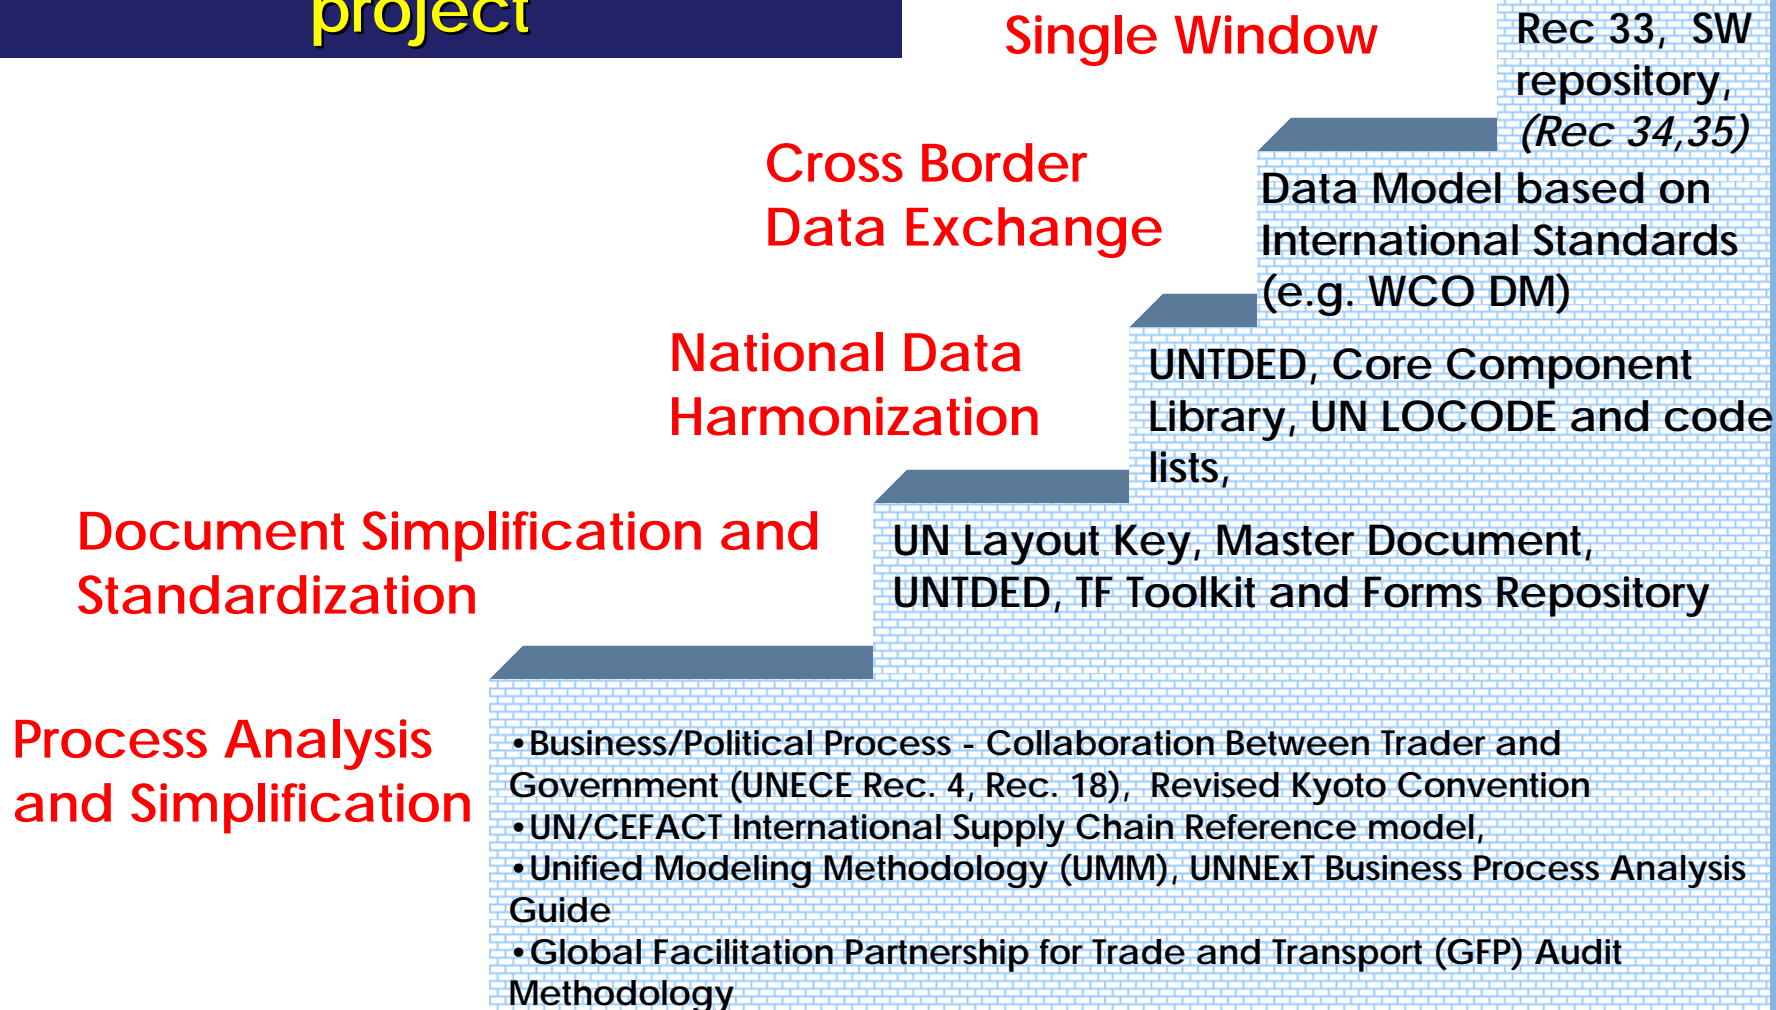 project
Single Window
Rec 33, SW
repository,
(Rec 34,35)
Cross Border
Data Exchange
Data Model based on
International Standards
(e.g. WCO DM)
National Data
Harmonization
UNTDED, Core Component
Library, UN LOCODE and code
lists,
Document Simplification and
Standardization
UN Layout Key, Master Document,
UNTDED, TF Toolkit and Forms Repository
Process Analysis
and Simplification
•Business/Political Process - Collaboration Between Trader and
Government (UNECE Rec. 4, Rec. 18), Revised Kyoto Convention
•UN/CEFACT International Supply Chain Reference model,
•Unified Modeling Methodology (UMM), UNNExT Business Process Analysis
Guide
•Global Facilitation Partnership for Trade and Transport (GFP) Audit
Methodology